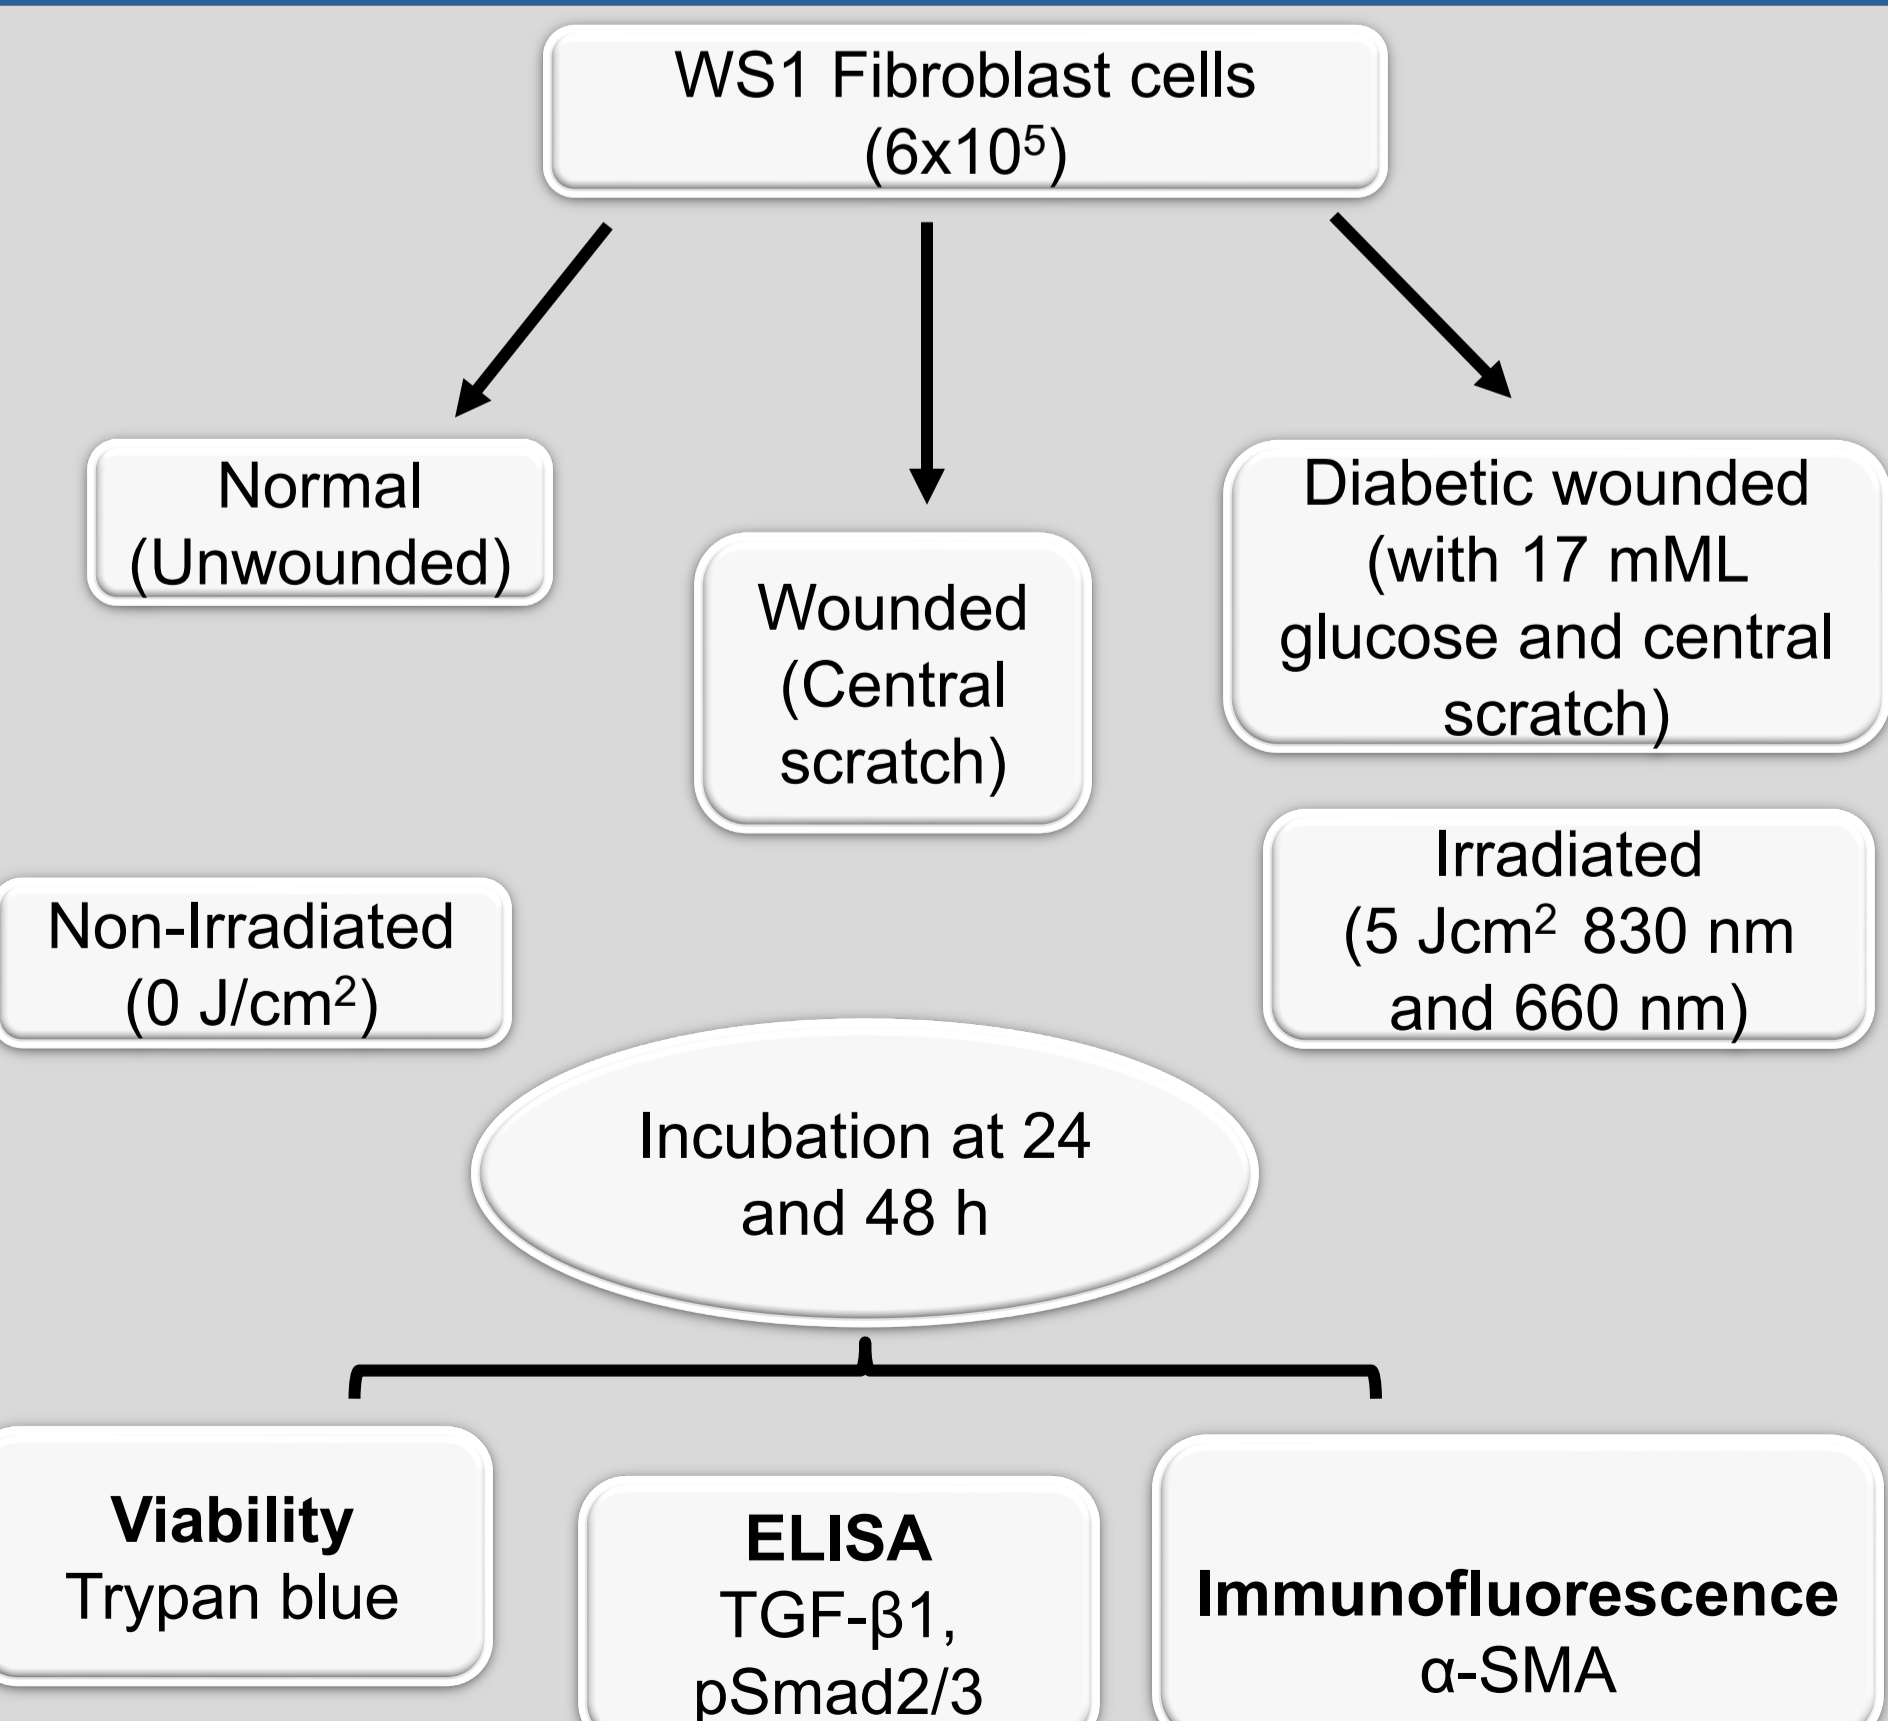 WS1 Fibroblast cells
(6x10⁵)
Normal
(Unwounded)
Wounded
(Central
scratch)
Diabetic wounded
(with 17 mML
glucose and central
scratch)
Non-Irradiated
(0 J/cm²)
Irradiated
(5 Jcm² 830 nm
and 660 nm)
Incubation at 24
and 48 h
Viability
Trypan blue
ELISA
TGF-β1,
pSmad2/3
Immunofluorescence
α-SMA